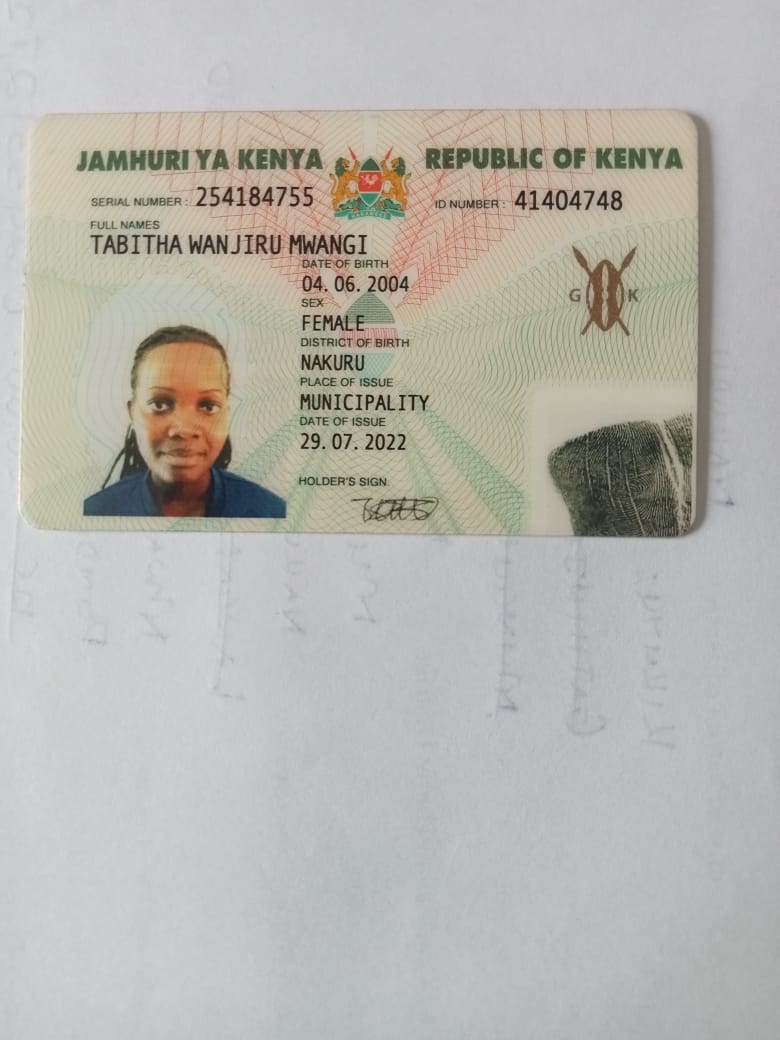 JAMHURI YA KENYA REPUBLIC OF KENYA
SERIAL NUMBER : 254184755 ID NUMBER : 41404748
FULL NAMES
TABITHA WANJIRU MWANGI
DATE OF BIRTH
04. 06. 2004
SEX
FEMALE
DISTRICT OF BIRTH
NAKURU
PLACE OF ISSUE
MUNICIPALITY
DATE OF ISSUE
29. 07. 2022
HOLDER'S SIGN.
G K